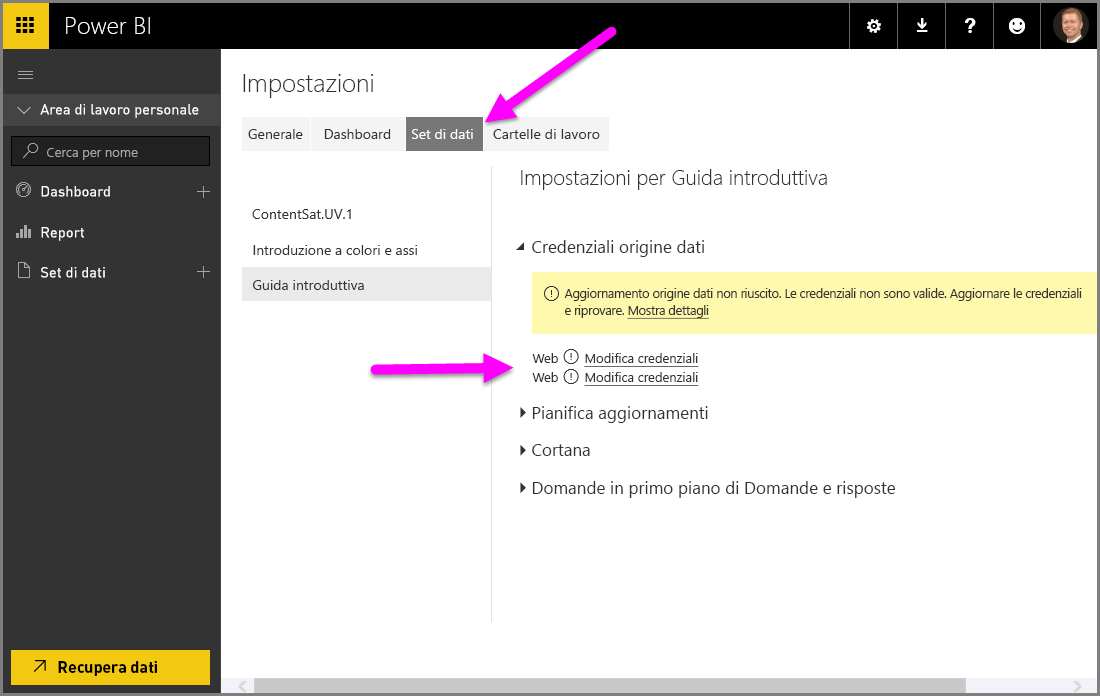 Power BI
?
Area di lavoro personale
Cerca per nome
Dashboard
Report
Set di dati
Recupera dati
Impostazioni
Generale Dashboard Set di dati Cartelle di lavoro
ContentSat.UV.1
Introduzione a colori e assi
Guida introduttiva
Impostazioni per Guida introduttiva
Credenziali origine dati
Aggiornamento origine dati non riuscito. Le credenziali non sono valide. Aggiornare le credenziali
e riprovare. Mostra dettagli
Web Modifica credenziali
Web Modifica credenziali
Pianifica aggiornamenti
Cortana
Domande in primo piano di Domande e risposte